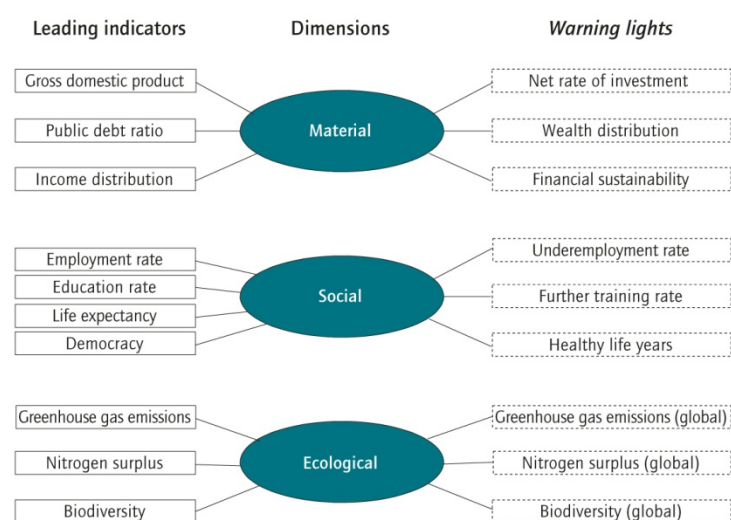 Leading indicators Dimensions Warning lights
Gross domestic product
Public debt ratio
Income distribution
Material
Net rate of investment
Wealth distribution
Financial sustainability
Employment rate
Education rate
Life expectancy
Democracy
Social
Underemployment rate
Further training rate
Healthy life years
Greenhouse gas emissions
Nitrogen surplus
Biodiversity
Ecological
Greenhouse gas emissions (global)
Nitrogen surplus (global)
Biodiversity (global)